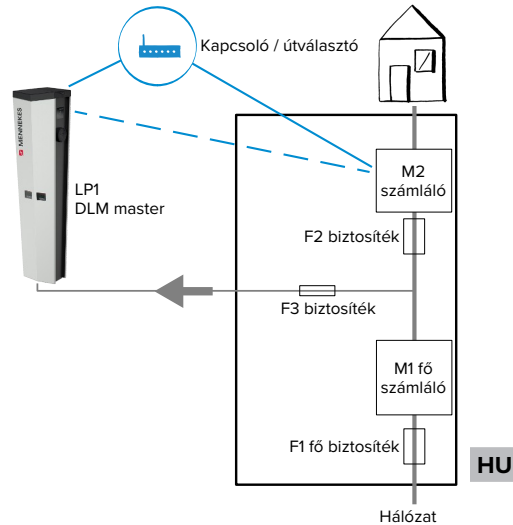 Kapcsoló / útválasztó
MENNEKES
LP1
DLM master
M2
számláló
F2 biztosíték
F3 biztosíték
M1 fő
számláló
F1 fő biztosíték
HU
Hálózat